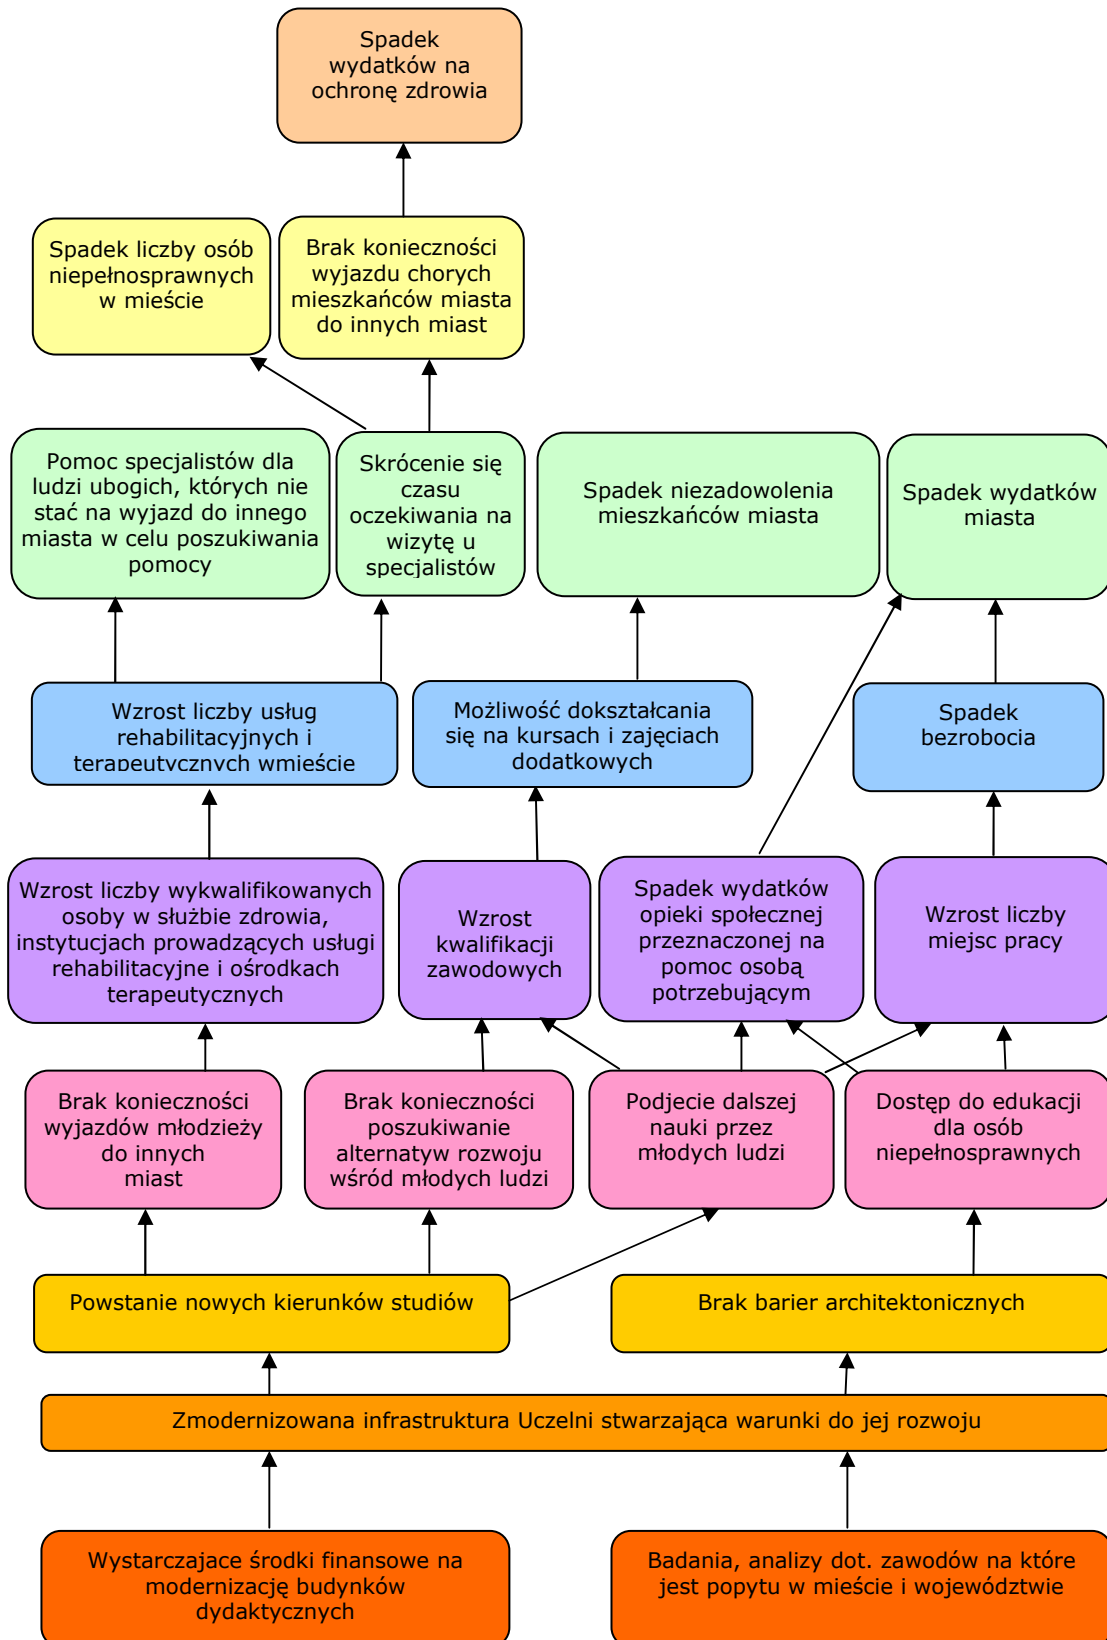 Spadek
wydatków na
ochronę zdrowia
Spadek liczby osób
niepełnosprawnych
w mieście
Brak konieczności
wyjazdu chorych
mieszkańców miasta
do innych miast
Pomoc specjalistów dla
ludzi ubogich, których nie
stać na wyjazd do innego
miasta w celu poszukiwania
pomocy
Skrócenie się
czasu
oczekiwania na
wizytę u
specjalistów
Spadek niezadowolenia
mieszkańców miasta
Spadek wydatków
miasta
Wzrost liczby usług
rehabilitacyjnych i
terapeutycznych wmieście
Możliwość dokształcania
się na kursach i zajęciach
dodatkowych
Spadek
bezrobocia
Wzrost liczby wykwalifikowanych
osoby w służbie zdrowia,
instytucjach prowadzących usługi
rehabilitacyjne i ośrodkach
terapeutycznych
Wzrost
kwalifikacji
zawodowych
Spadek wydatków
opieki społecznej
przeznaczonej na
pomoc osobą
potrzebującym
Wzrost liczby
miejsc pracy
Brak konieczności
wyjazdów młodzieży
do innych
miast
Brak konieczności
poszukiwanie
alternatyw rozwoju
wśród młodych ludzi
Podjecie dalszej
nauki przez
młodych ludzi
Dostęp do edukacji
dla osób
niepełnosprawnych
Powstanie nowych kierunków studiów
Brak barier architektonicznych
Zmodernizowana infrastruktura Uczelni stwarzająca warunki do jej rozwoju
Wystarczajace środki finansowe na
modernizację budynków
dydaktycznych
Badania, analizy dot. zawodów na które
jest popytu w mieście i województwie